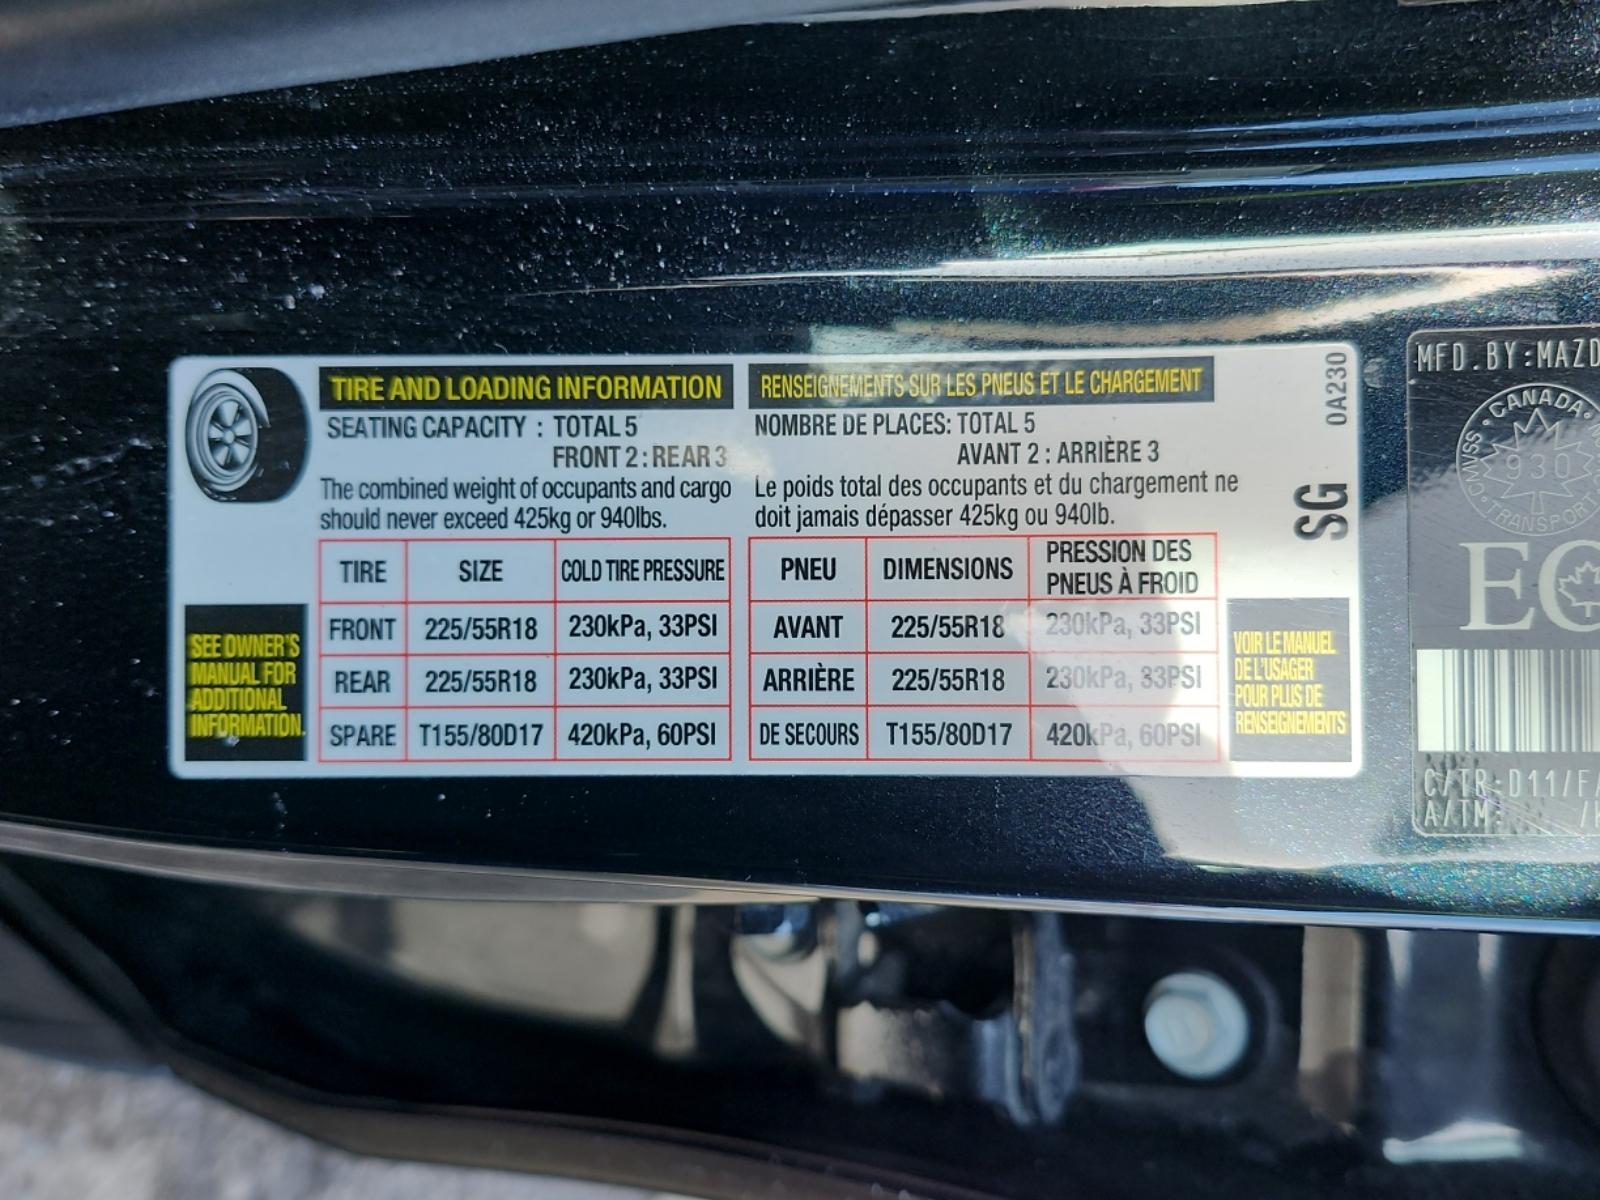 TIRE AND LOADING INFORMATION
SEATING CAPACITY : TOTAL 5
FRONT 2 : REAR 3
The combined weight of occupants and cargo
should never exceed 425kg or 940lbs.
TIRE SIZE COLD TIRE PRESSURE
FRONT 225/55R18 230kPa, 33PSI
REAR 225/55R18 230kPa, 33PSI
SPARE T155/80D17 420kPa, 60PSI
SEE OWNER'S
MANUAL FOR
ADDITIONAL
INFORMATION.
RENSEIGNEMENTS SUR LES PNEUS ET LE CHARGEMENT
NOMBRE DE PLACES: TOTAL 5
AVANT 2 : ARRIÈRE 3
Le poids total des occupants et du chargement ne
doit jamais dépasser 425kg ou 940lb.
PNEU DIMENSIONS PRESSION DES
PNEUS À FROID
AVANT 225/55R18 230kPa, 33PSI
ARRIÈRE 225/55R18 230kPa, 33PSI
DE SECOURS T155/80D17 420kPa, 60PSI
VOIR LE MANUEL
DE L'USAGER
POUR PLUS DE
RENSEIGNEMENTS
0A230
SG
MFD.BY:MAZD
CANADA
930
TRANSPORT
EC
C/TR:D11/F/
A/TM: